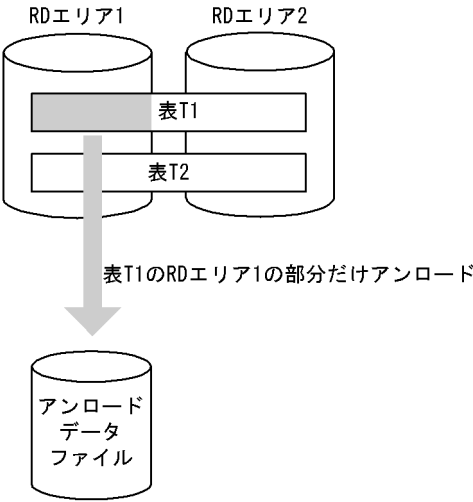 RDエリア1
RDエリア2
表T1
表T2
表T1のRDエリア1の部分だけアンロード
アンロード
データ
ファイル